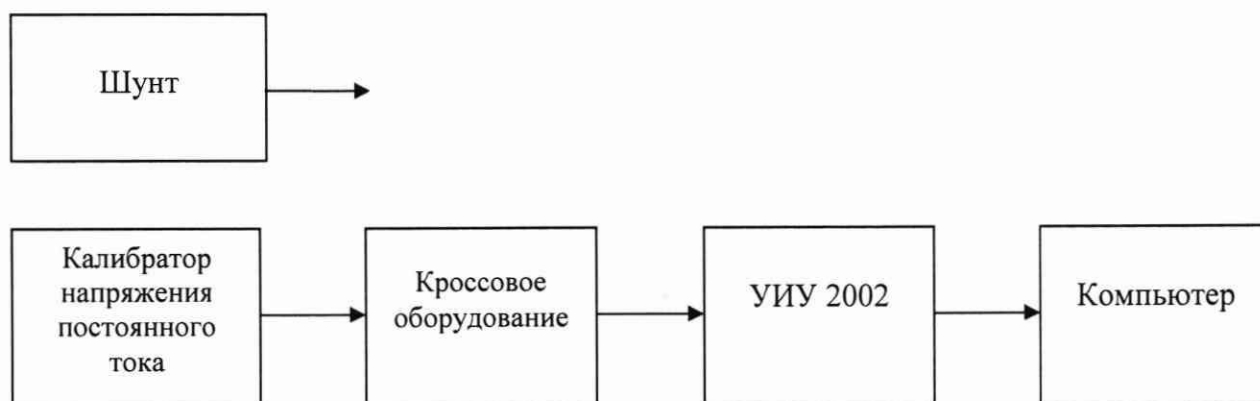 Шунт
Калибратор
напряжения
постоянного
тока
Кроссовое
оборудование
УИУ 2002
Компьютер